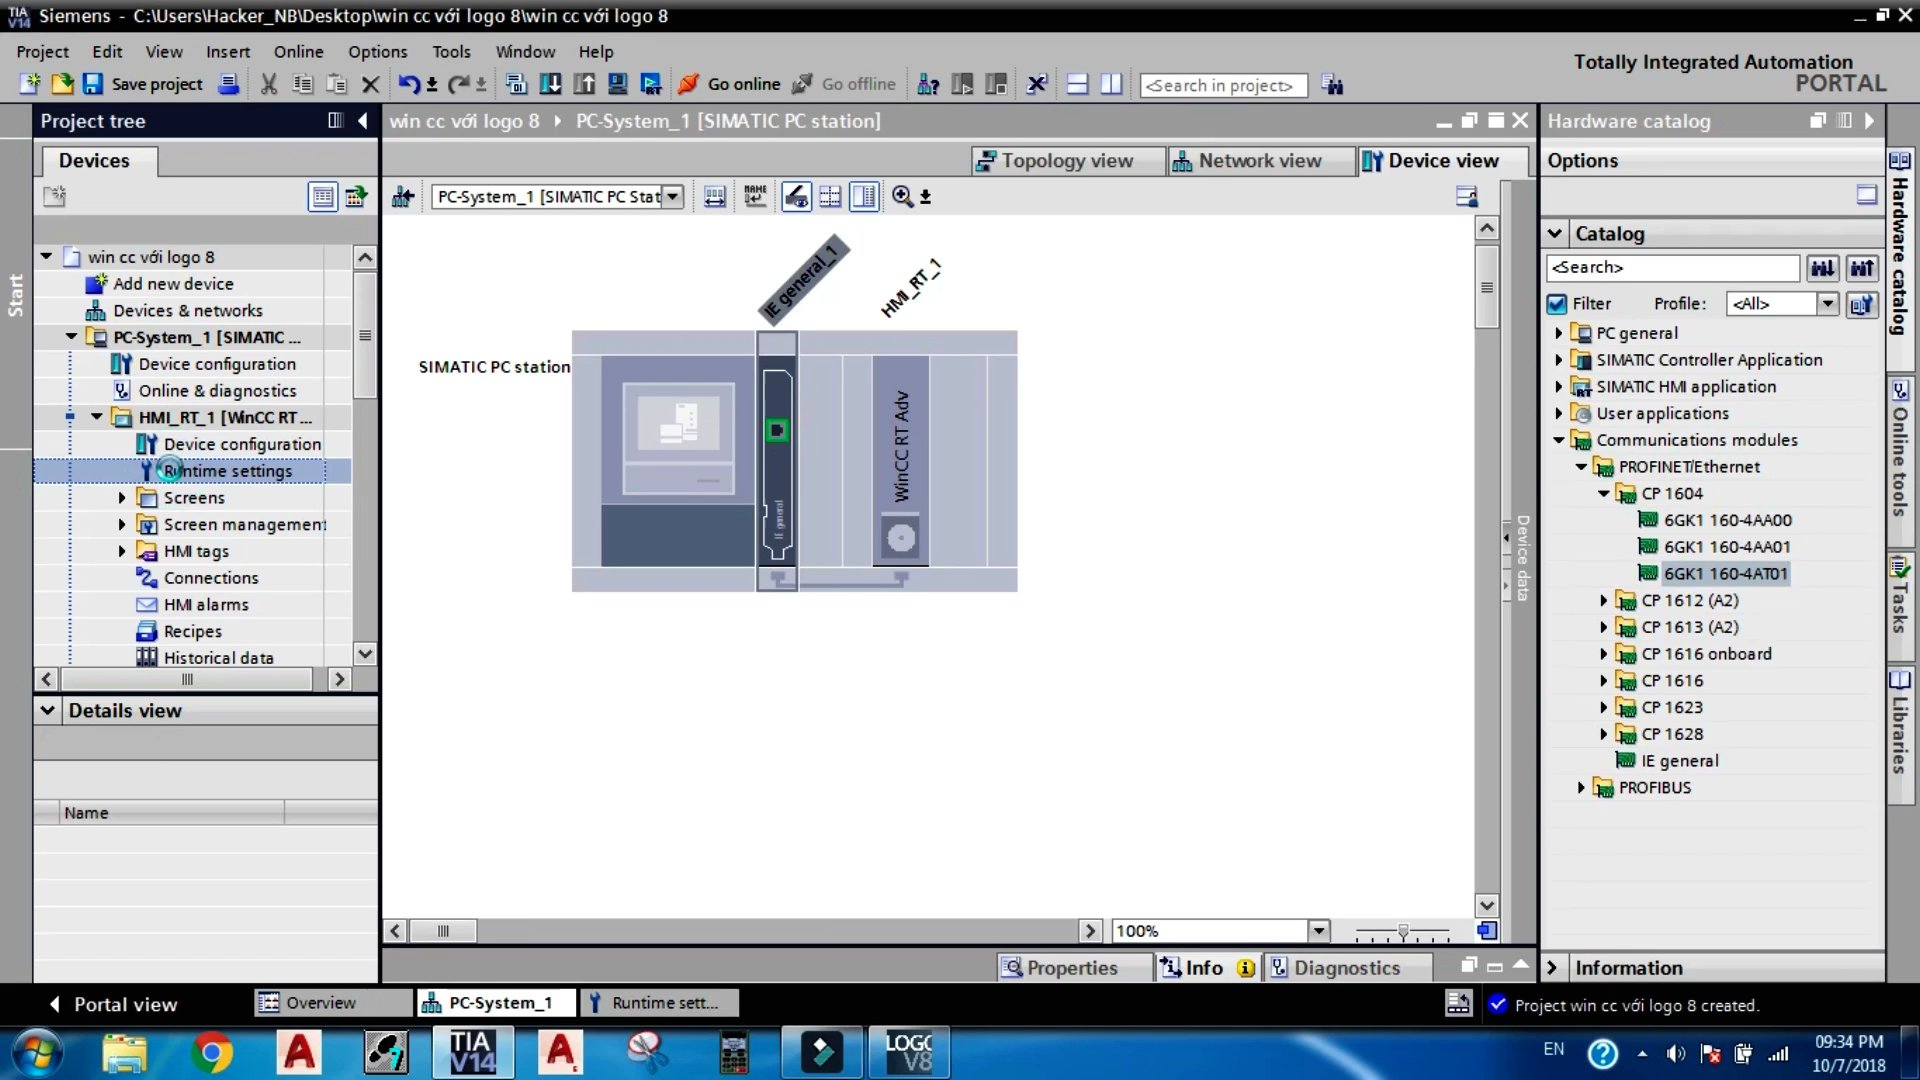 TIA V14
Siemens - C:\Users\Hacker_NB\Desktop\win cc với logo 8\win cc với logo 8
Project Edit View Insert Online Options Tools Window Help
Totally Integrated Automation
PORTAL
Save project
Go online
Go offline
<Search in project>
Project tree
win cc với logo 8 PC-System_1 [SIMATIC PC station]
Hardware catalog
Devices
Topology view
Network view
Device view
Options
PC-System_1 [SIMATIC PC Stat
NAME
Start
win cc với logo 8
Add new device
Devices & networks
PC-System_1 [SIMATIC ...
Device configuration
Online & diagnostics
HMI_RT_1 [WinCC RT ...
Device configuration
Runtime settings
Screens
Screen management
HMI tags
Connections
HMI alarms
Recipes
Historical data
Details view
Name
IE general_1
HMI_RT_1
SIMATIC PC station
IE general
WinCC RT Adv
Device data
100%
Properties
Info
Diagnostics
Catalog
<Search>
Filter Profile: <All>
PC general
SIMATIC Controller Application
SIMATIC HMI application
RT
User applications
Communications modules
PROFINET/Ethernet
CP 1604
6GK1 160-4AA00
6GK1 160-4AA01
6GK1 160-4AT01
CP 1612 (A2)
CP 1613 (A2)
CP 1616 onboard
CP 1616
CP 1623
CP 1628
IE general
PROFIBUS
Information
Hardware catalog
Online tools
Tasks
Libraries
Portal view
Overview
PC-System_1
Runtime sett...
Project win cc với logo 8 created.
TIA V14
LOGO V8
EN
09:34 PM
10/7/2018